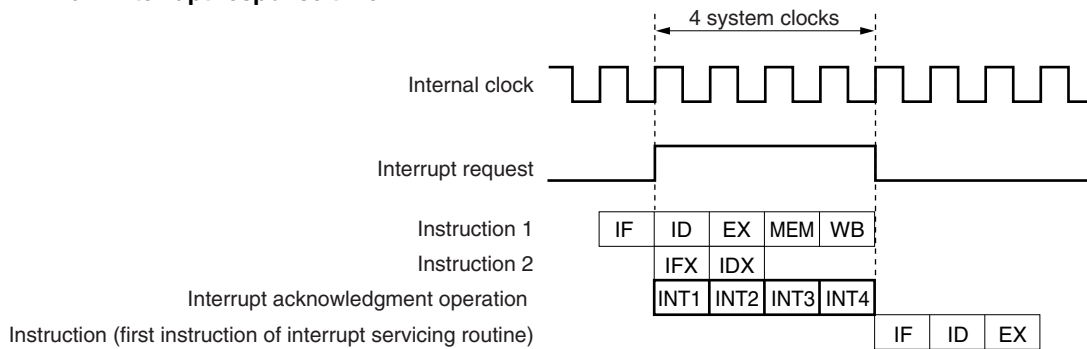 4 system clocks
Internal clock
Interrupt request
Instruction 1 IF ID EX MEM WB
Instruction 2 IFX IDX
Interrupt acknowledgment operation INT1 INT2 INT3 INT4
Instruction (first instruction of interrupt servicing routine) IF ID EX